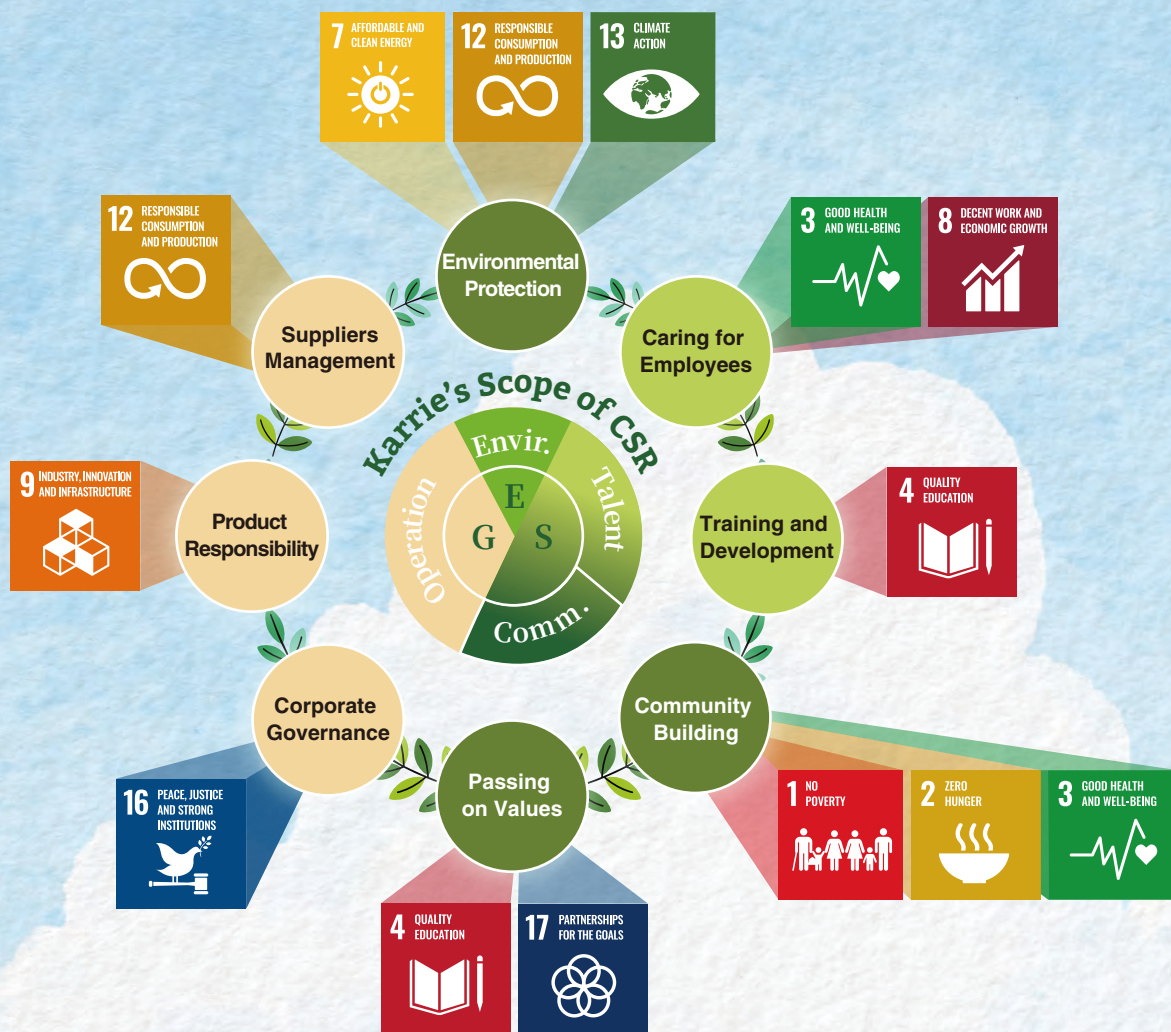 7 AFFORDABLE AND
CLEAN ENERGY
12 RESPONSIBLE
CONSUMPTION
AND PRODUCTION
13 CLIMATE
ACTION
12 RESPONSIBLE
CONSUMPTION
AND PRODUCTION
Environmental
Protection
3 GOOD HEALTH
AND WELL-BEING
8 DECENT WORK AND
ECONOMIC GROWTH
Suppliers
Management
Caring for
Employees
Karrie's Scope of CSR
Envir.
Talent
Comm.
Operation
E
G
S
9 INDUSTRY, INNOVATION
AND INFRASTRUCTURE
Product
Responsibility
Training and
Development
4 QUALITY
EDUCATION
Corporate
Governance
Community
Building
Passing
on Values
16 PEACE, JUSTICE
AND STRONG
INSTITUTIONS
1 NO
POVERTY
2 ZERO
HUNGER
3 GOOD HEALTH
AND WELL-BEING
4 QUALITY
EDUCATION
17 PARTNERSHIPS
FOR THE GOALS